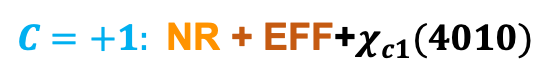 C = +1: NR + EFF+χc1(4010)